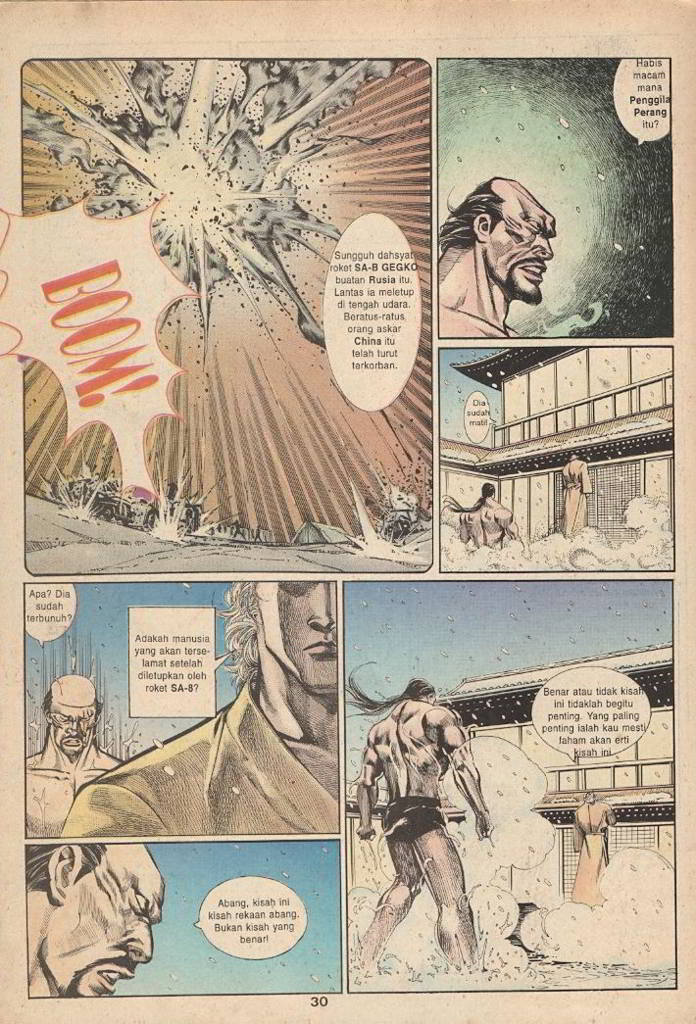 BOOM!
Sungguh dahsyat
roket SA-B GEGKO
buatan Rusia itu.
Lantas ia meletup
di tengah udara.
Beratus-ratus
orang askar
China itu
telah turut
terkorban.
Habis
macam
mana
Penggila
Perang
itu?
Dia
sudah
mati!
Apa? Dia
sudah
terbunuh?
Adakah manusia
yang akan terse-
lamat setelah
diletupkan oleh
roket SA-8?
Benar atau tidak kisah
ini tidaklah begitu
penting. Yang paling
penting ialah kau mesti
faham akan erti
kisah ini.
Abang, kisah ini
kisah rekaan abang.
Bukan kisah yang
benar!
30